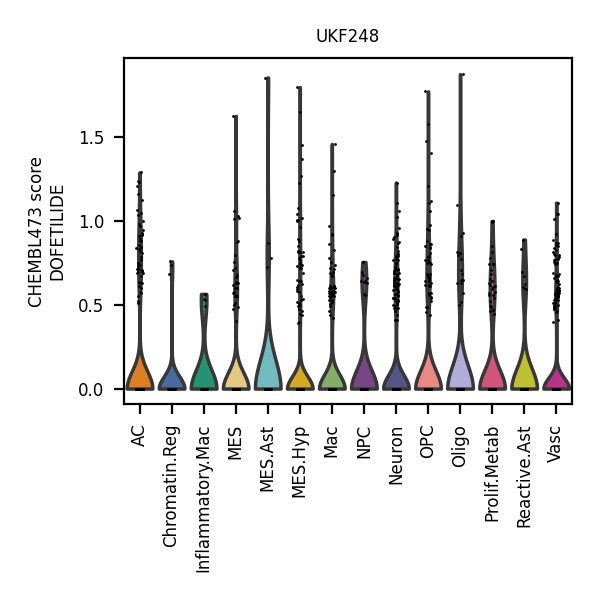 UKF248
CHEMBL473 score
DOFETILIDE
1.5
1.0
0.5
0.0
AC
Chromatin.Reg
Inflammatory.Mac
MES
MES.Ast
MES.Hyp
Mac
NPC
Neuron
OPC
Oligo
Prolif.Metab
Reactive.Ast
Vasc